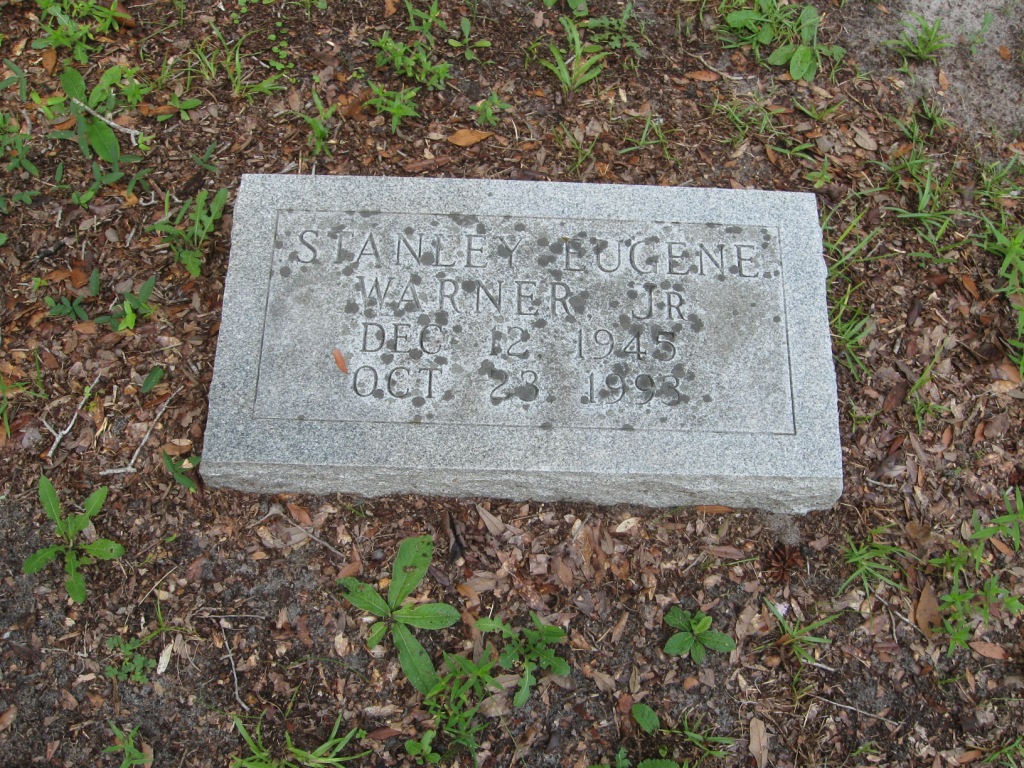 STANLEY EUGENE
WARNER, JR
DEC 12, 1945
OCT 23 1993